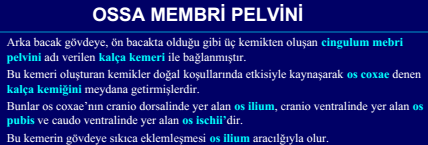 OSSA MEMBRİ PELVİNİ
Arka bacak gövdeye, ön bacakta olduğu gibi üç kemikten oluşan cingulum mebri
pelvini adı verilen kalça kemeri ile bağlanmıştır.
Bu kemeri oluşturan kemikler doğal koşullarında etkisiyle kaynaşarak os coxae denen
kalça kemiğini meydana getirmişlerdir.
Bunlar os coxae'nın cranio dorsalinde yer alan os ilium, cranio ventralinde yer alan os
pubis ve caudo ventralinde yer alan os ischii'dir.
Bu kemerin gövdeye sıkıca eklemleşmesi os ilium aracılğıyla olur.